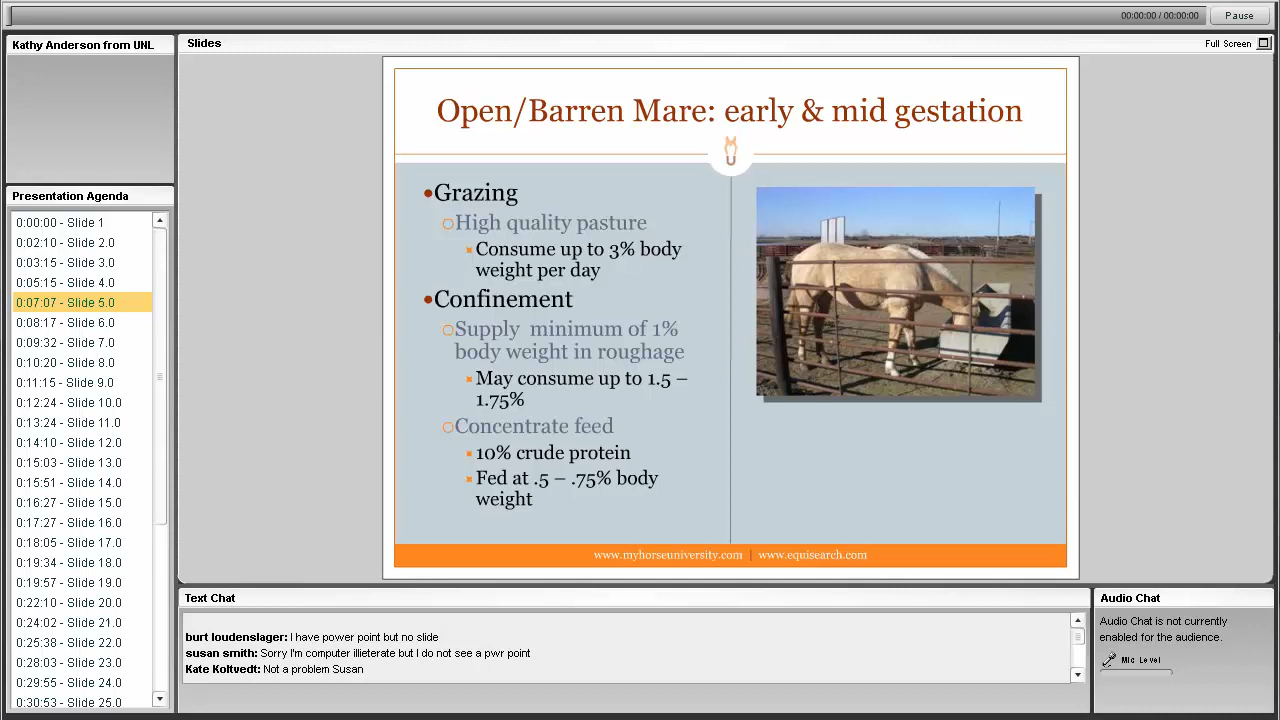 00:00:00 / 00:00:00
Pause
Kathy Anderson from UNL
Slides
Full Screen
Open/Barren Mare: early & mid gestation
•Grazing
High quality pasture
Consume up to 3% body
weight per day
•Confinement
Supply minimum of 1%
body weight in roughage
May consume up to 1.5 –
1.75%
Concentrate feed
10% crude protein
Fed at .5 – .75% body
weight
www.myhorseuniversity.com | www.equisearch.com
Presentation Agenda
0:00:00 - Slide 1
0:02:10 - Slide 2.0
0:03:15 - Slide 3.0
0:05:15 - Slide 4.0
0:07:07 - Slide 5.0
0:08:17 - Slide 6.0
0:09:32 - Slide 7.0
0:10:20 - Slide 8.0
0:11:15 - Slide 9.0
0:12:24 - Slide 10.0
0:13:24 - Slide 11.0
0:14:10 - Slide 12.0
0:15:03 - Slide 13.0
0:15:51 - Slide 14.0
0:16:27 - Slide 15.0
0:17:27 - Slide 16.0
0:18:05 - Slide 17.0
0:19:34 - Slide 18.0
0:19:57 - Slide 19.0
0:22:10 - Slide 20.0
0:24:02 - Slide 21.0
0:25:38 - Slide 22.0
0:28:03 - Slide 23.0
0:29:55 - Slide 24.0
0:30:53 - Slide 25.0
Text Chat
burt loudenslager: I have power point but no slide
susan smith: Sorry I'm computer illieterate but I do not see a pwr point
Kate Koltvedt: Not a problem Susan
Audio Chat
Audio Chat is not currently
enabled for the audience.
Mic Level